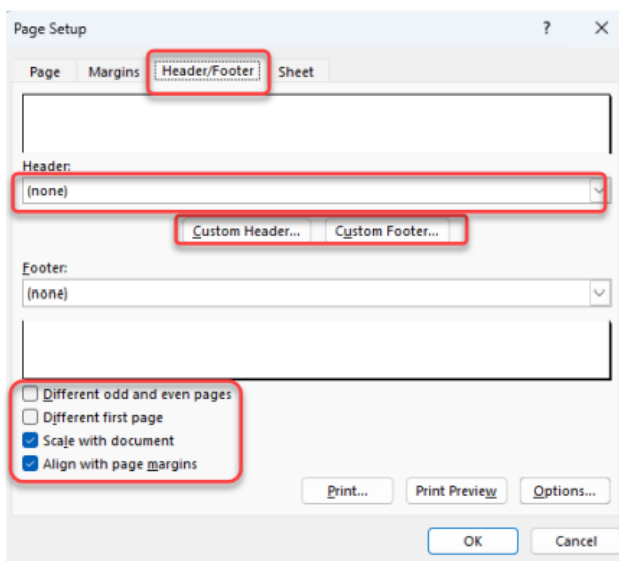 Page Setup ?
Page Margins Header/Footer Sheet
Header:
(none)
Custom Header... Custom Footer...
Footer:
(none)
Different odd and even pages
Different first page
Scale with document
Align with page margins
Print... Print Preview Options...
OK Cancel